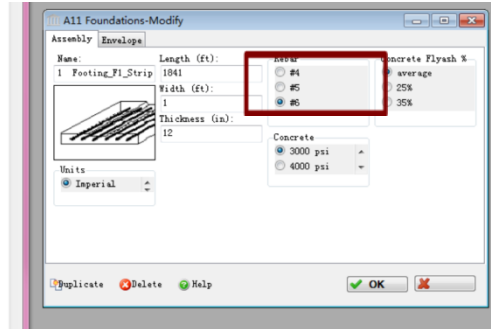 A11 Foundations-Modify
Assembly Envelope
Name: Length (ft): Rebar Concrete Flyash %
1 Footing_F1_Strip 1841 #4 average
Width (ft): #5 25%
1 #6 35%
Thickness (in):
12 Concrete
3000 psi
Units 4000 psi
Imperial
Duplicate Delete Help OK